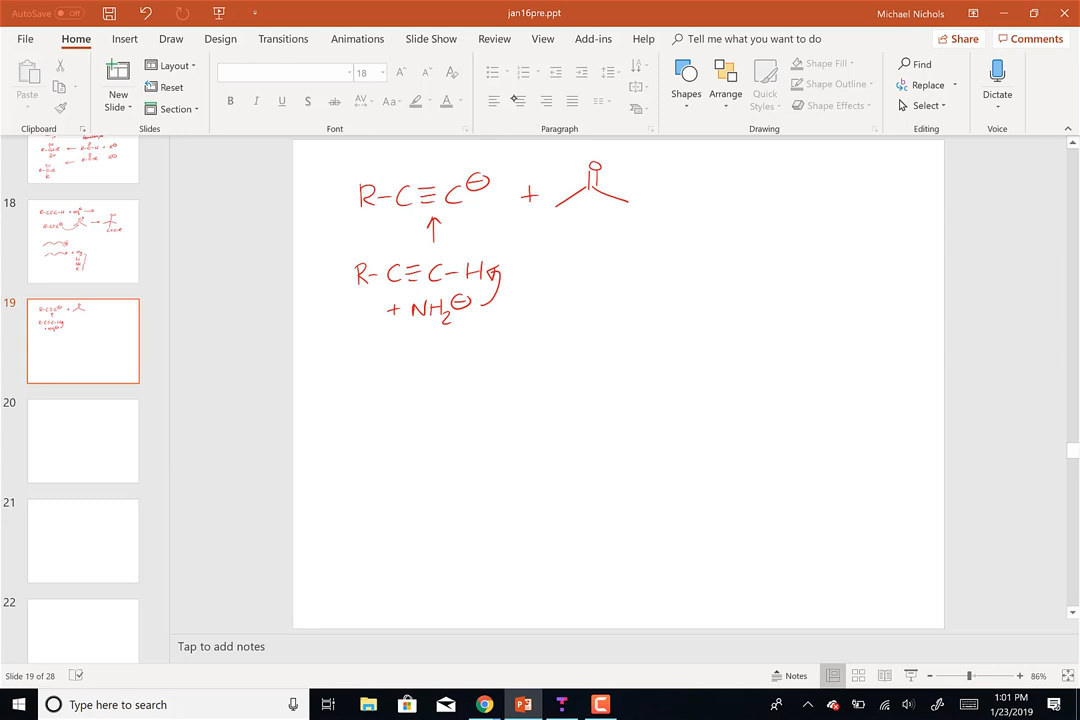 AutoSave Off
jan16pre.ppt
Michael Nichols
File Home Insert Draw Design Transitions Animations Slide Show Review View Add-ins Help Tell me what you want to do Share Comments
Paste
New Slide
Layout
Reset
Section
18
B I U S ab AV Aa A
Shapes
Arrange
Quick Styles
Shape Fill
Shape Outline
Shape Effects
Find
Replace
Select
Dictate
Clipboard Slides Font Paragraph Drawing Editing Voice
18
19
20
21
22
R-C≡C⊖ + O
↑
R-C≡C-H
+ NH₂⊖
Tap to add notes
Slide 19 of 28
Notes
86%
Type here to search
1:01 PM
1/23/2019